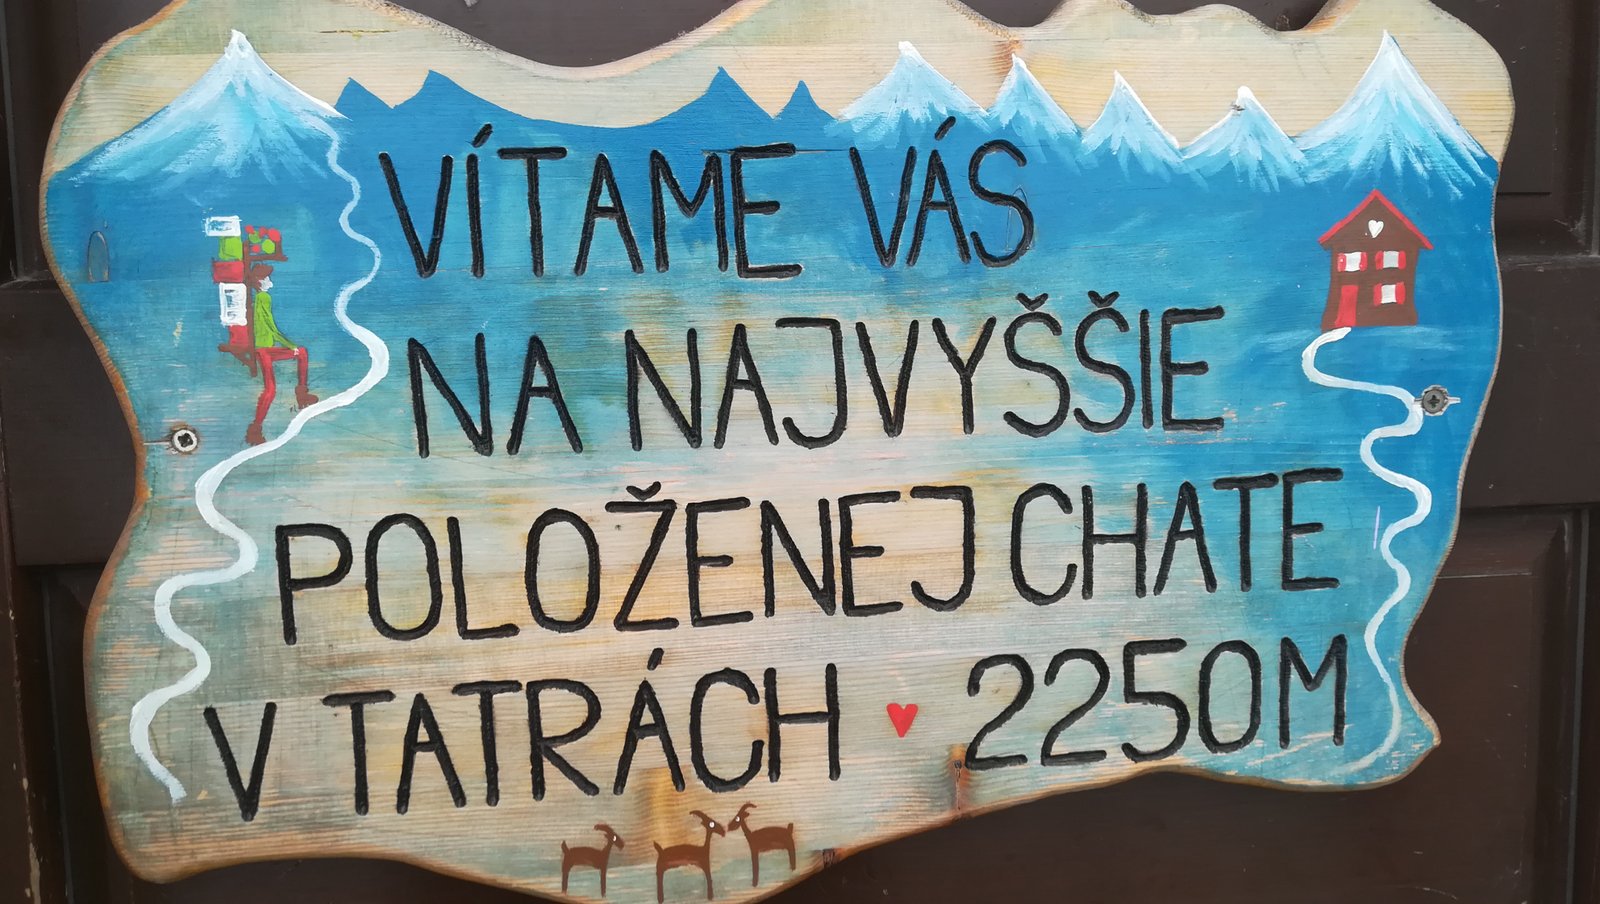 VÍTAME VÁS
NA NAJVYŠŠIE
POLOŽENEJ CHATE
V TATRÁCH ♥ 2250M